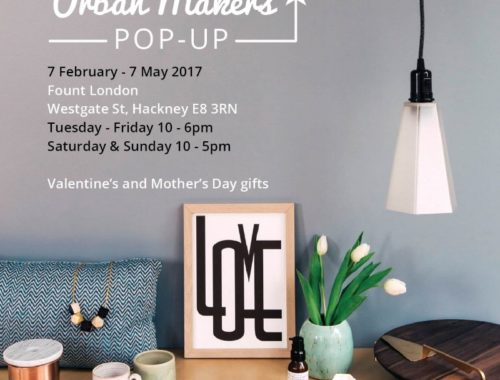 Urban Makers
POP-UP
7 February - 7 May 2017
Fount London
Westgate St, Hackney E8 3RN
Tuesday - Friday 10 - 6pm
Saturday & Sunday 10 - 5pm
Valentine's and Mother's Day gifts
LOVE